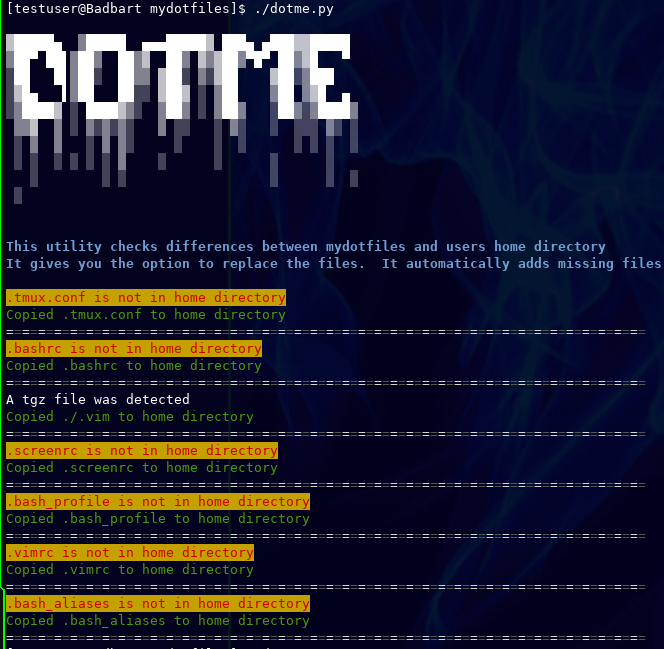 [testuser@Badbart mydotfiles]$ ./dotme.py
DOTME
This utility checks differences between mydotfiles and users home directory
It gives you the option to replace the files.  It automatically adds missing files
.tmux.conf is not in home directory
Copied .tmux.conf to home directory
================================================================================
.bashrc is not in home directory
Copied .bashrc to home directory
================================================================================
A tgz file was detected
Copied ./.vim to home directory
================================================================================
.screenrc is not in home directory
Copied .screenrc to home directory
================================================================================
.bash_profile is not in home directory
Copied .bash_profile to home directory
================================================================================
.vimrc is not in home directory
Copied .vimrc to home directory
================================================================================
.bash_aliases is not in home directory
Copied .bash_aliases to home directory
================================================================================